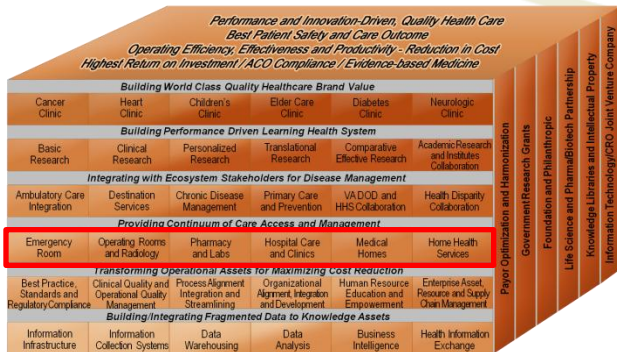 Performance and Innovation-Driven, Quality Health Care
Best Patient Safety and Care Outcome
Operating Efficiency, Effectiveness and Productivity - Reduction in Cost
Highest Return on Investment / ACO Compliance / Evidence-based Medicine
Building World Class Quality Healthcare Brand Value
Cancer Clinic
Heart Clinic
Children's Clinic
Elder Care Clinic
Diabetes Clinic
Neurologic Clinic
Building Performance Driven Learning Health System
Basic Research
Clinical Research
Personalized Research
Translational Research
Comparative Effective Research
Academic Research and Institutes Collaboration
Integrating with Ecosystem Stakeholders for Disease Management
Ambulatory Care Integration
Destination Services
Chronic Disease Management
Primary Care and Prevention
VA DOD and HHS Collaboration
Health Disparity Collaboration
Providing Continuum of Care Access and Management
Emergency Room
Operating Rooms and Radiology
Pharmacy and Labs
Hospital Care and Clinics
Medical Homes
Home Health Services
Transforming Operational Assets for Maximizing Cost Reduction
Best Practice, Standards and Regulatory Compliance
Clinical Quality and Operational Quality Management
Process Alignment Integration and Streamlining
Organizational Alignment, Integration and Development
Human Resource Education and Empowerment
Enterprise Asset, Resource and Supply Chain Management
Building/Integrating Fragmented Data to Knowledge Assets
Information Infrastructure
Information Collection Systems
Data Warehousing
Data Analysis
Business Intelligence
Health Information Exchange
Payor Optimization and Harmonization
Government Research Grants
Foundation and Philanthropic
Life Science and Pharma/Biotech Partnership
Knowledge Libraries and Intellectual Property
Information Technology/CRO Joint Venture Company